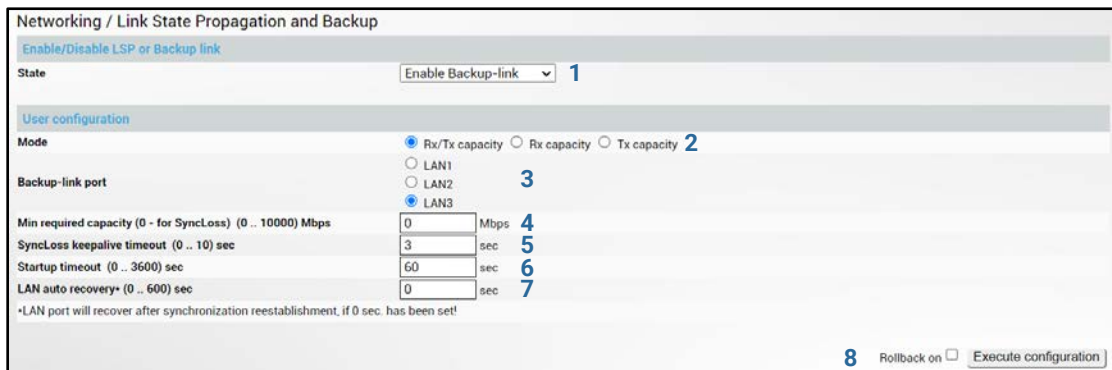 Networking / Link State Propagation and Backup
Enable/Disable LSP or Backup link
State Enable Backup-link 1
User configuration
Mode Rx/Tx capacity Rx capacity Tx capacity 2
LAN1
Backup-link port LAN2 3
LAN3
Min required capacity (0 - for SyncLoss) (0 .. 10000) Mbps 0 Mbps 4
SyncLoss keepalive timeout (0 .. 10) sec 3 sec 5
Startup timeout (0 .. 3600) sec 60 sec 6
LAN auto recovery• (0 .. 600) sec 0 sec 7
•LAN port will recover after synchronization reestablishment, if 0 sec. has been set!
8 Rollback on Execute configuration